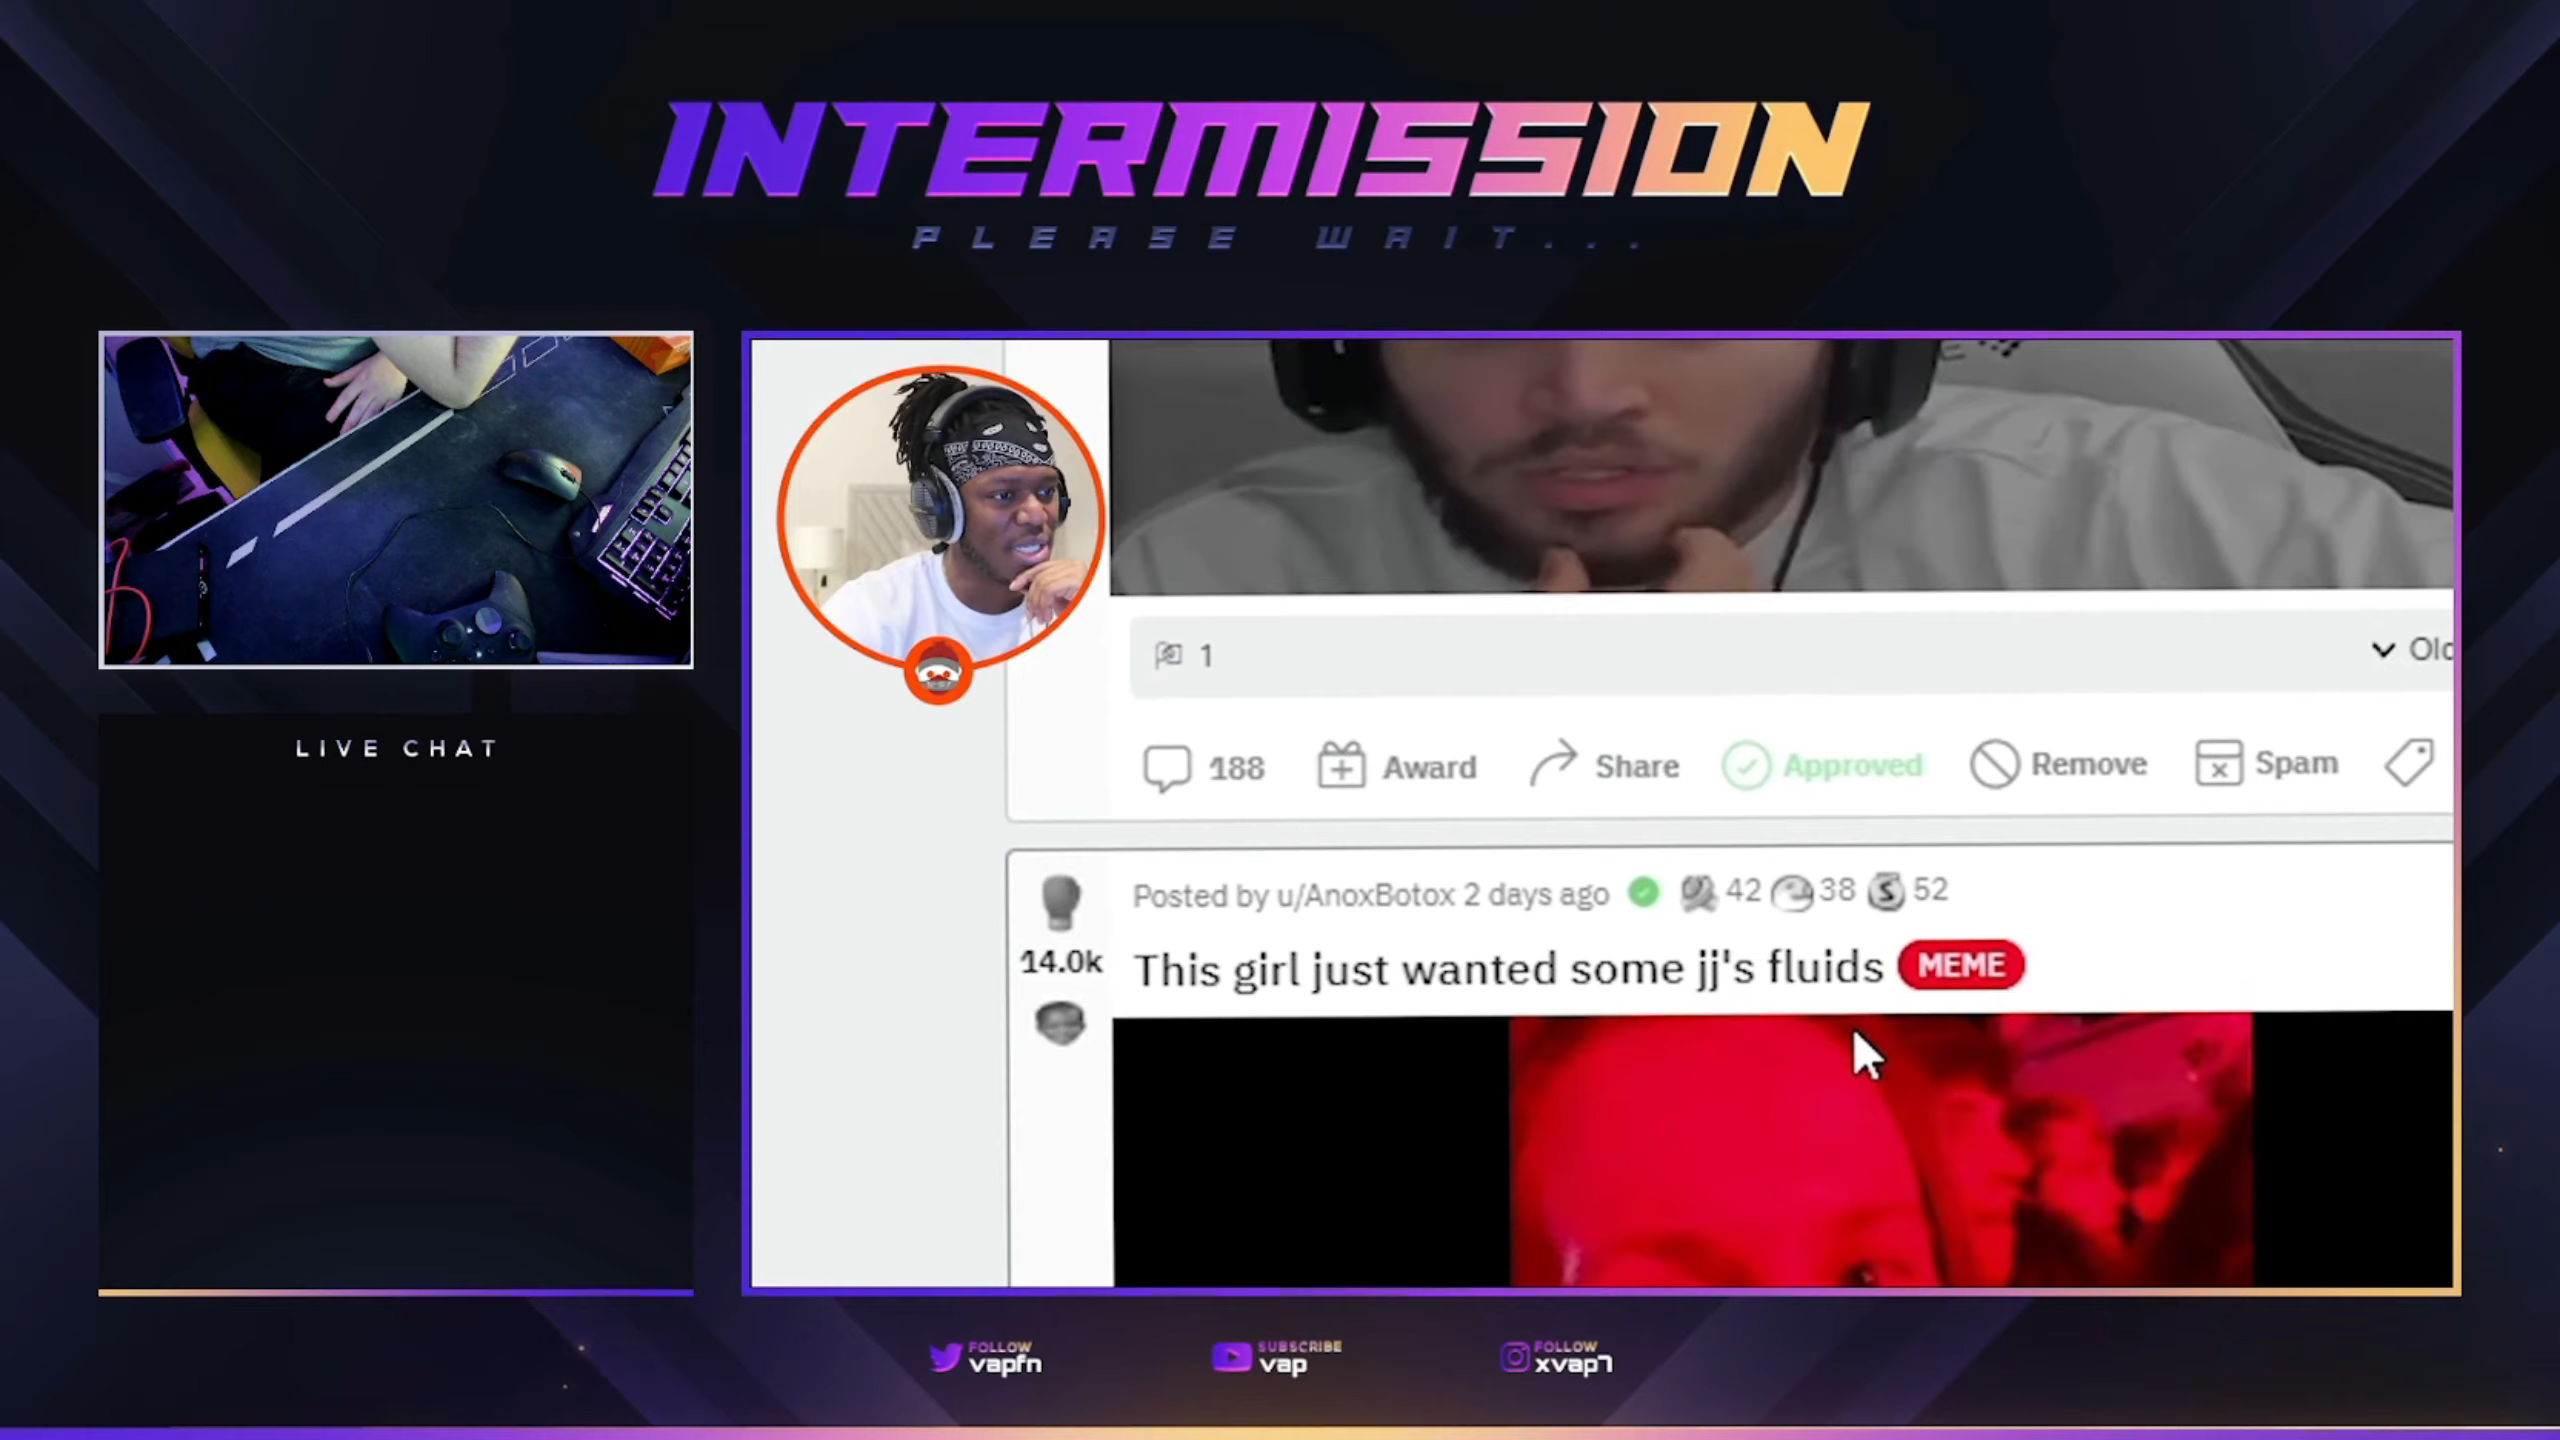 INTERMISSION
PLEASE WAIT...
LIVE CHAT
1
Old
188 Award Share Approved Remove Spam
Posted by u/AnoxBotox 2 days ago 42 38 52
14.0k
This girl just wanted some jj's fluids MEME
FOLLOW
vapfn
SUBSCRIBE
vap
FOLLOW
xvap7